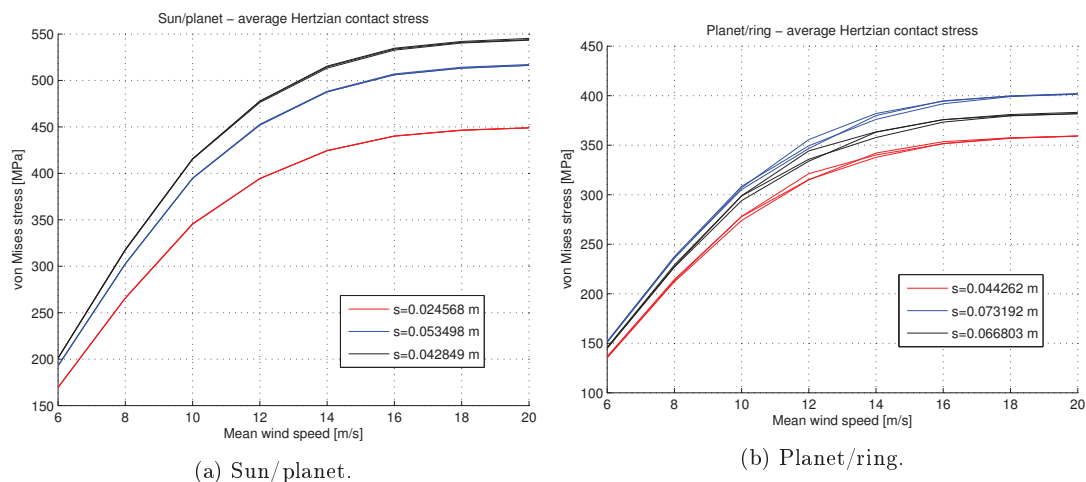 Sun/planet – average Hertzian contact stress
von Mises stress [MPa]
550
500
450
400
350
300
250
200
150
6 8 10 12 14 16 18 20
Mean wind speed [m/s]
s=0.024568 m
s=0.053498 m
s=0.042849 m
(a) Sun/planet.
Planet/ring – average Hertzian contact stress
von Mises stress [MPa]
450
400
350
300
250
200
150
100
6 8 10 12 14 16 18 20
Mean wind speed [m/s]
s=0.044262 m
s=0.073192 m
s=0.066803 m
(b) Planet/ring.